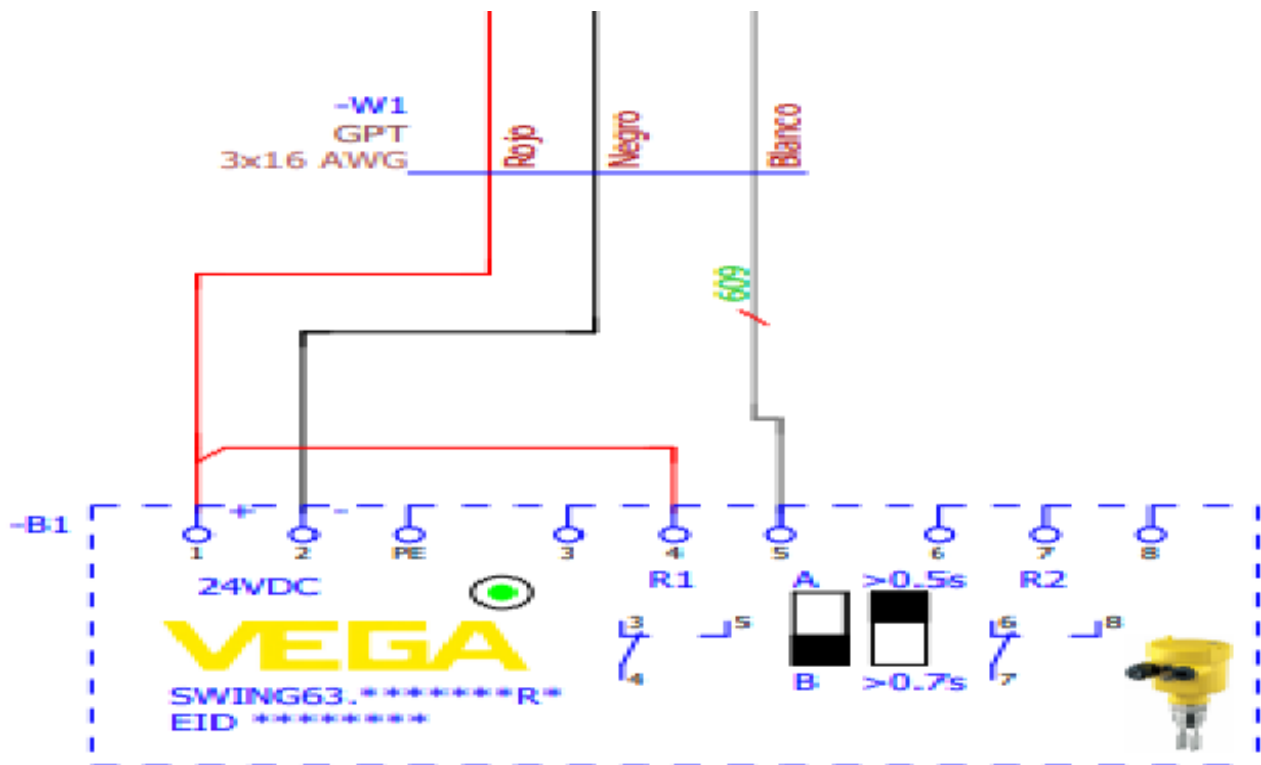 -W1
GPT
3x16 AWG
Rojo
Negro
Blanco
609
-B1
+ -
1 2 PE 3 4 5 6 7 8
24VDC R1 A >0.5s R2
3 5 6 8
VEGA
4 B >0.7s 7
SWING63.*******R*
EID ********